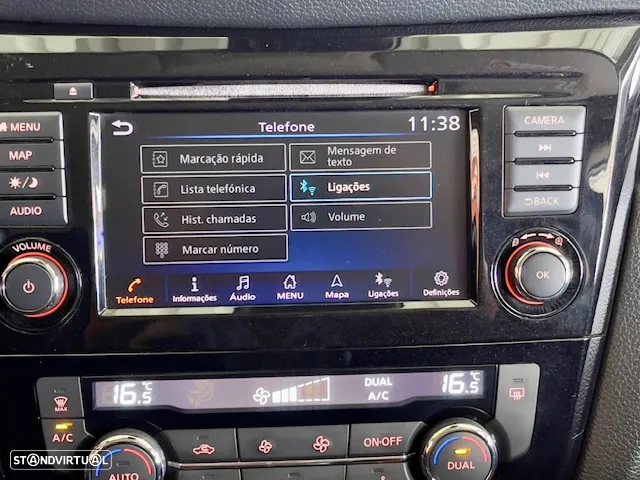 MENU
MAP
AUDIO
VOLUME
Telefone
11:38
Marcação rápida
Mensagem de texto
Lista telefónica
Ligações
Hist. chamadas
Volume
Marcar número
Telefone
Informações
Áudio
MENU
Mapa
Ligações
Definições
CAMERA
BACK
OK
16.5 °C
DUAL
A/C
16.5 °C
MAX
A/C
AUTO
ON-OFF
DUAL
STANDVIRTUAL